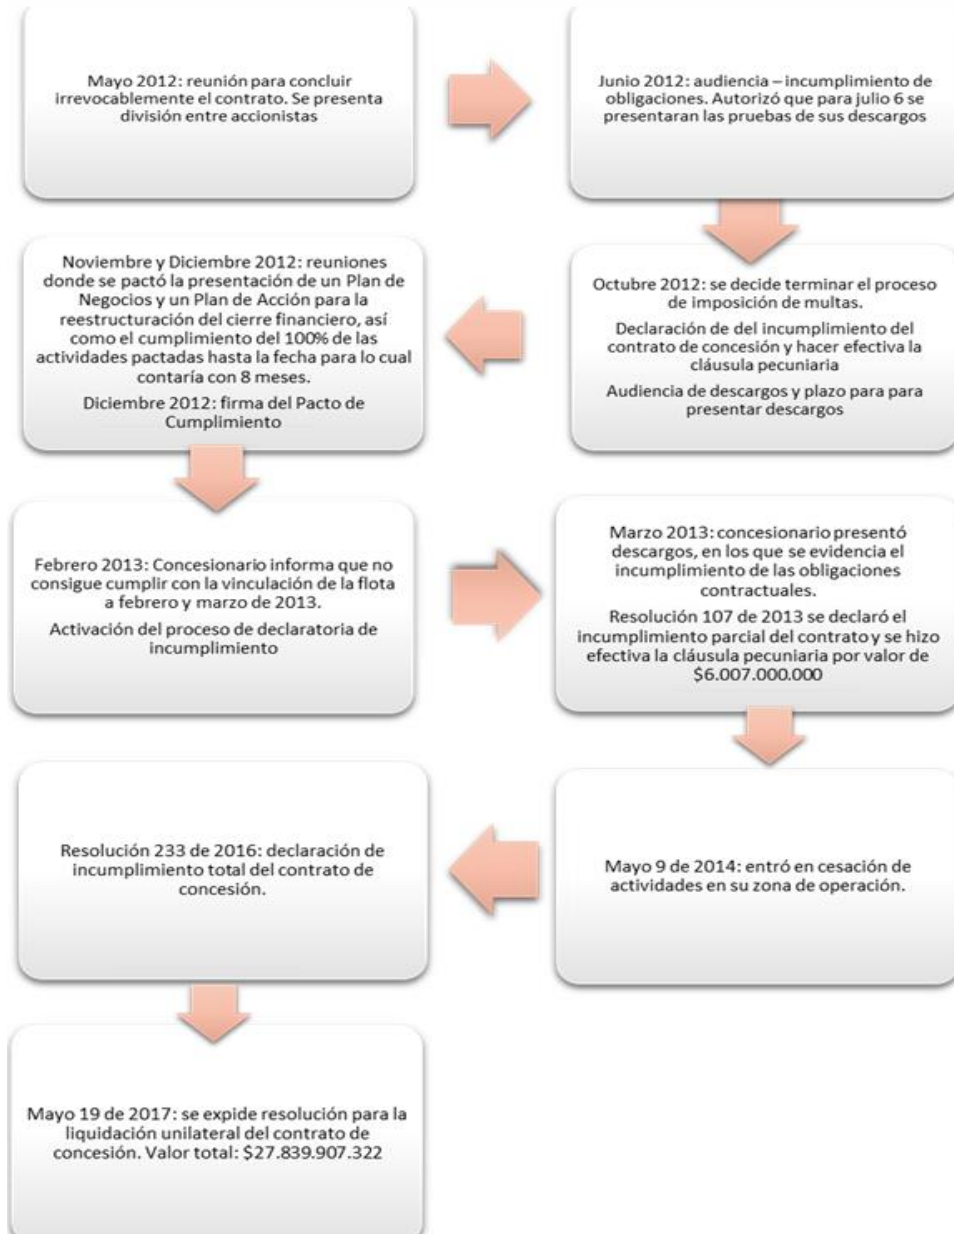 Mayo 2012: reunión para concluir
irrevocablemente el contrato. Se presenta
división entre accionistas
Junio 2012: audiencia – incumplimiento de
obligaciones. Autorizó que para julio 6 se
presentaran las pruebas de sus descargos
Octubre 2012: se decide terminar el proceso
de imposición de multas.
Declaración de del incumplimiento del
contrato de concesión y hacer efectiva la
cláusula pecuniaria
Audiencia de descargos y plazo para para
presentar descargos
Noviembre y Diciembre 2012: reuniones
donde se pactó la presentación de un Plan de
Negocios y un Plan de Acción para la
reestructuración del cierre financiero, así
como el cumplimiento del 100% de las
actividades pactadas hasta la fecha para lo cual
contaría con 8 meses.
Diciembre 2012: firma del Pacto de
Cumplimiento
Febrero 2013: Concesionario informa que no
consigue cumplir con la vinculación de la flota
a febrero y marzo de 2013.
Activación del proceso de declaratoria de
incumplimiento
Marzo 2013: concesionario presentó
descargos, en los que se evidencia el
incumplimiento de las obligaciones
contractuales.
Resolución 107 de 2013 se declaró el
incumplimiento parcial del contrato y se hizo
efectiva la cláusula pecuniaria por valor de
$6.007.000.000
Mayo 9 de 2014: entró en cesación de
actividades en su zona de operación.
Resolución 233 de 2016: declaración de
incumplimiento total del contrato de
concesión.
Mayo 19 de 2017: se expide resolución para la
liquidación unilateral del contrato de
concesión. Valor total: $27.839.907.322